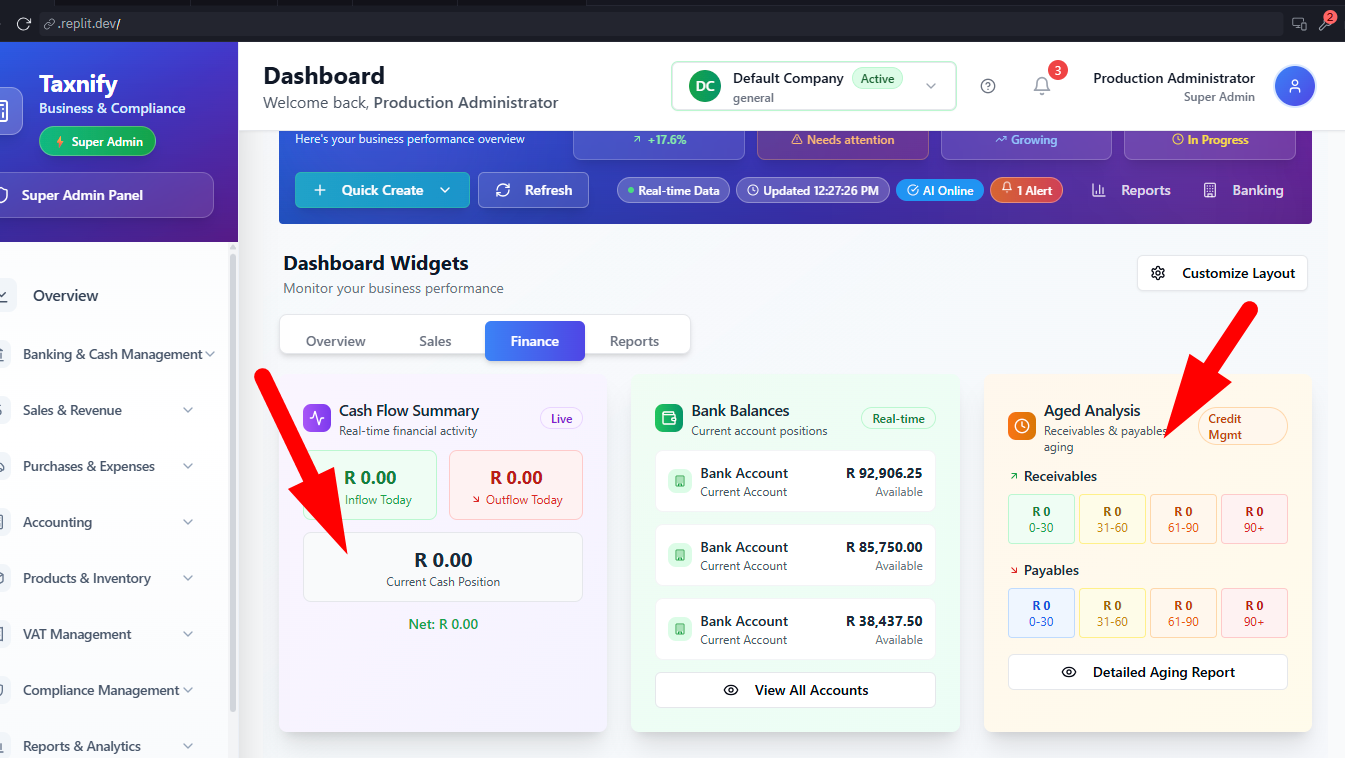 .replit.dev/
2
Taxnify
Business & Compliance
Super Admin
Super Admin Panel
Overview
Banking & Cash Management
Sales & Revenue
Purchases & Expenses
Accounting
Products & Inventory
VAT Management
Compliance Management
Reports & Analytics
Dashboard
Welcome back, Production Administrator
DC
Default Company
Active
general
3
Production Administrator
Super Admin
Here's your business performance overview
+17.6%
Needs attention
Growing
In Progress
Quick Create
Refresh
Real-time Data
Updated 12:27:26 PM
AI Online
1 Alert
Reports
Banking
Dashboard Widgets
Monitor your business performance
Customize Layout
Overview
Sales
Finance
Reports
Cash Flow Summary
Real-time financial activity
Live
R 0.00
Inflow Today
R 0.00
Outflow Today
R 0.00
Current Cash Position
Net: R 0.00
Bank Balances
Current account positions
Real-time
Bank Account
R 92,906.25
Current Account
Available
Bank Account
R 85,750.00
Current Account
Available
Bank Account
R 38,437.50
Current Account
Available
View All Accounts
Aged Analysis
Receivables & payables
aging
Credit
Mgmt
Receivables
R 0
0-30
R 0
31-60
R 0
61-90
R 0
90+
Payables
R 0
0-30
R 0
31-60
R 0
61-90
R 0
90+
Detailed Aging Report